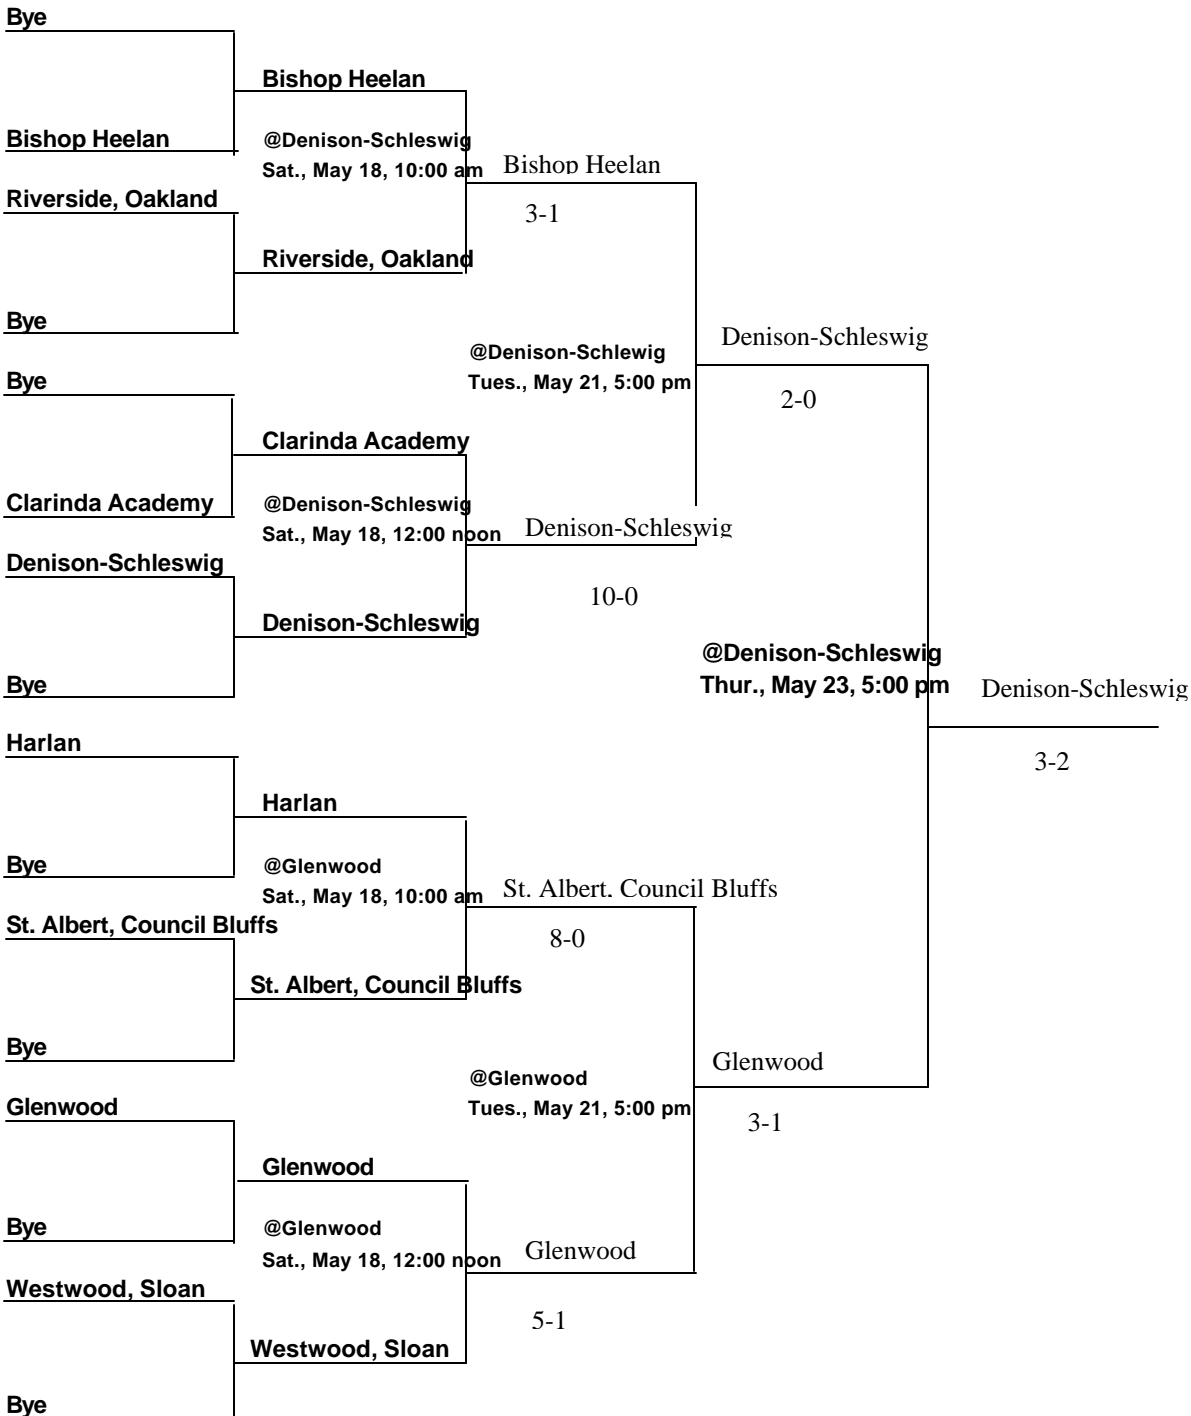 Bye
Bishop Heelan
Bishop Heelan
@Denison-Schleswig
Sat., May 18, 10:00 am
Bishop Heelan
3-1
Riverside, Oakland
Riverside, Oakland
Bye
@Denison-Schlewig
Tues., May 21, 5:00 pm
Denison-Schleswig
2-0
Bye
Clarinda Academy
Clarinda Academy
@Denison-Schleswig
Sat., May 18, 12:00 noon
Denison-Schleswig
10-0
Denison-Schleswig
Denison-Schleswig
Bye
@Denison-Schleswig
Thur., May 23, 5:00 pm
Denison-Schleswig
3-2
Harlan
Harlan
Bye
@Glenwood
Sat., May 18, 10:00 am
St. Albert, Council Bluffs
8-0
St. Albert, Council Bluffs
St. Albert, Council Bluffs
Bye
@Glenwood
Tues., May 21, 5:00 pm
Glenwood
3-1
Glenwood
Glenwood
Bye
@Glenwood
Sat., May 18, 12:00 noon
Glenwood
5-1
Westwood, Sloan
Westwood, Sloan
Bye